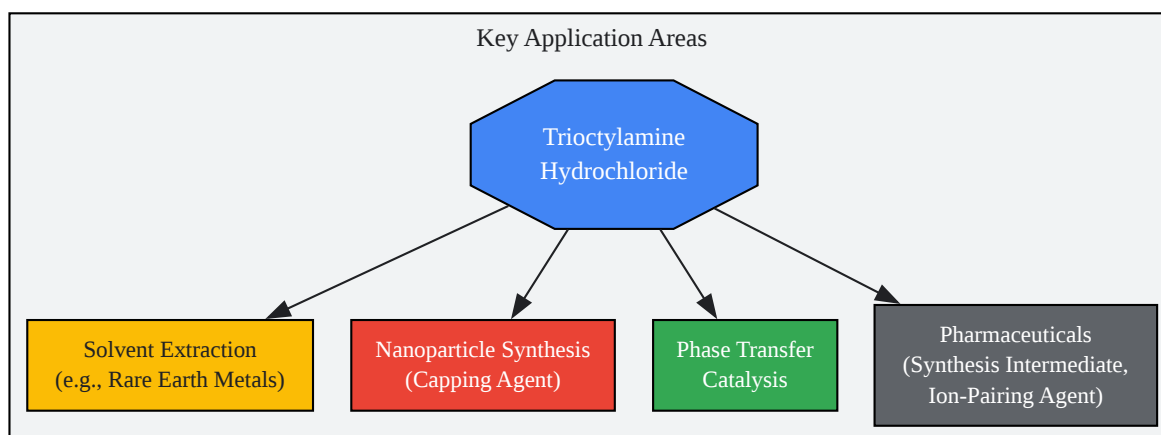 Key Application Areas
Trioctylamine
Hydrochloride
Solvent Extraction
(e.g., Rare Earth Metals)
Nanoparticle Synthesis
(Capping Agent)
Phase Transfer
Catalysis
Pharmaceuticals
(Synthesis Intermediate,
Ion-Pairing Agent)